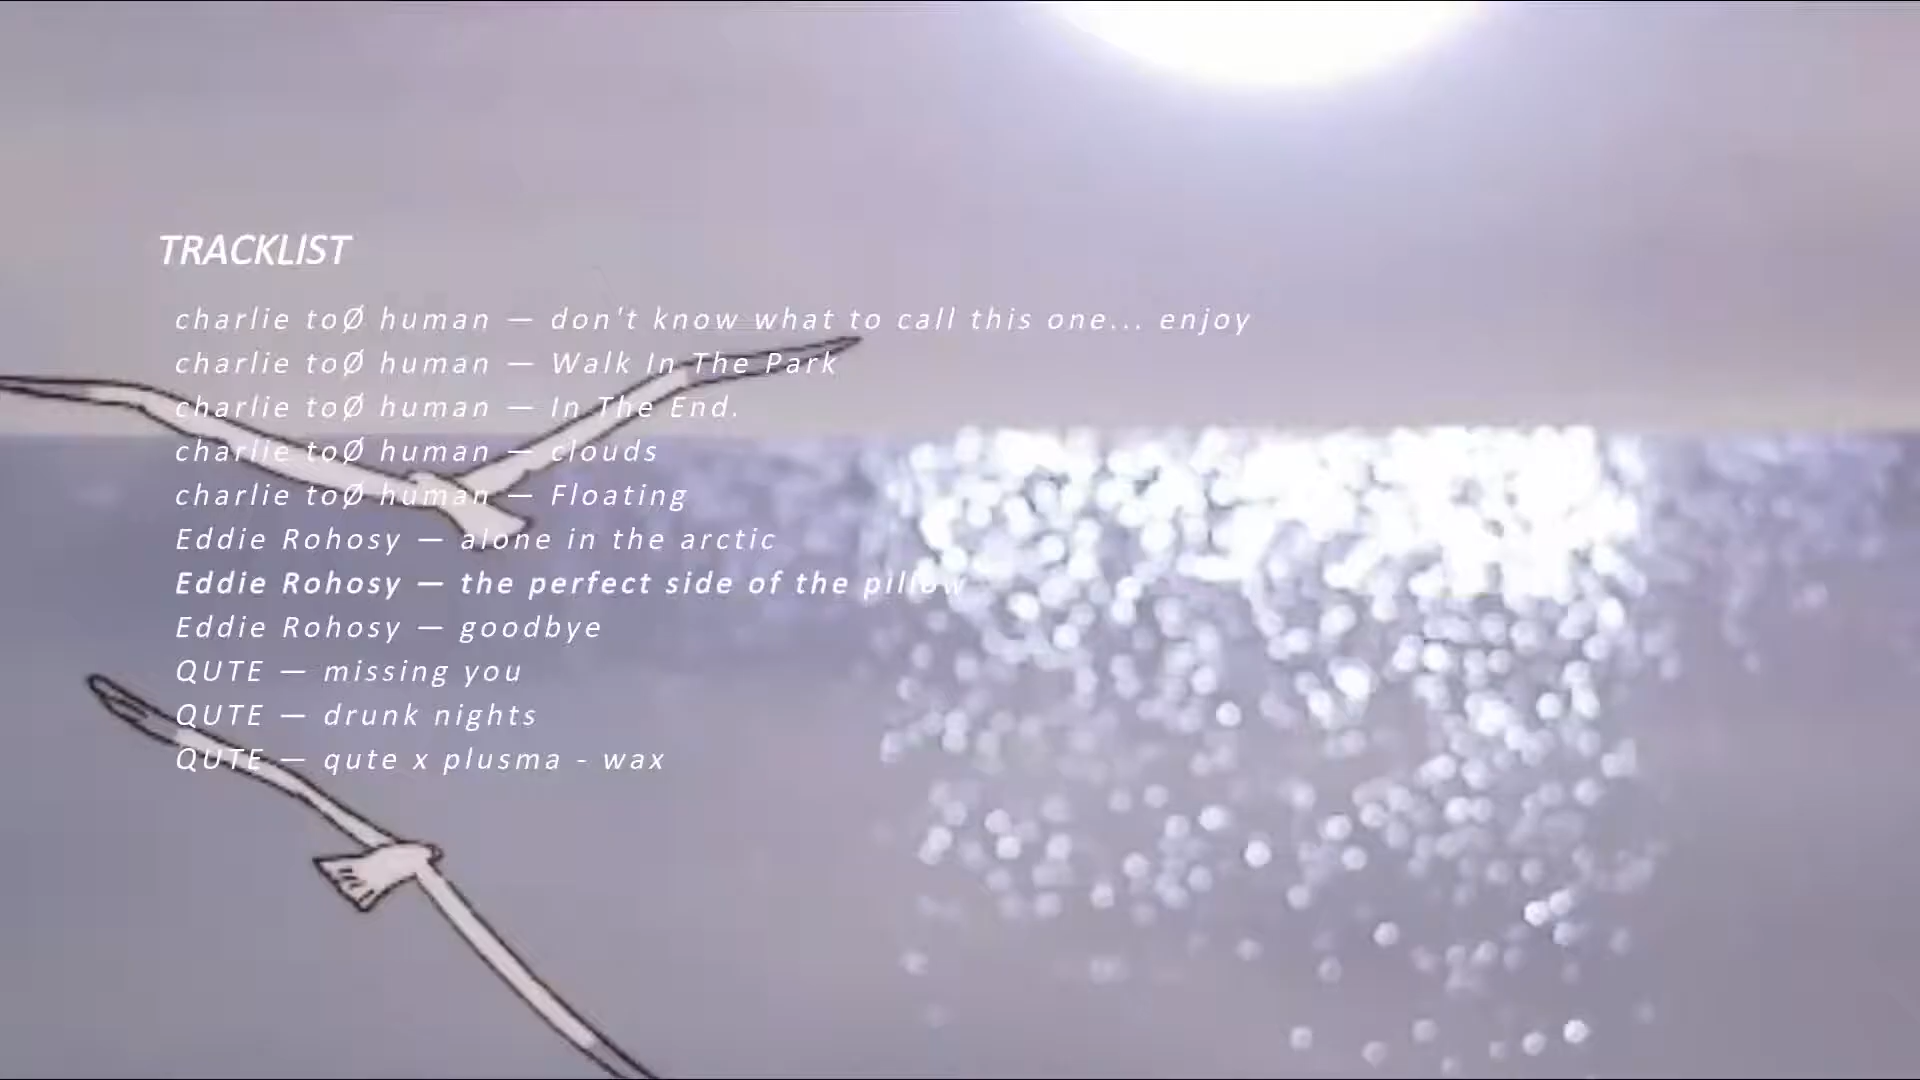 TRACKLIST
charlie toØ human — don't know what to call this one... enjoy
charlie toØ human — Walk In The Park
charlie toØ human — In The End.
charlie toØ human — clouds
charlie toØ human — Floating
Eddie Rohosy — alone in the arctic
Eddie Rohosy — the perfect side of the pillow
Eddie Rohosy — goodbye
QUTE — missing you
QUTE — drunk nights
QUTE — qute x plusma - wax